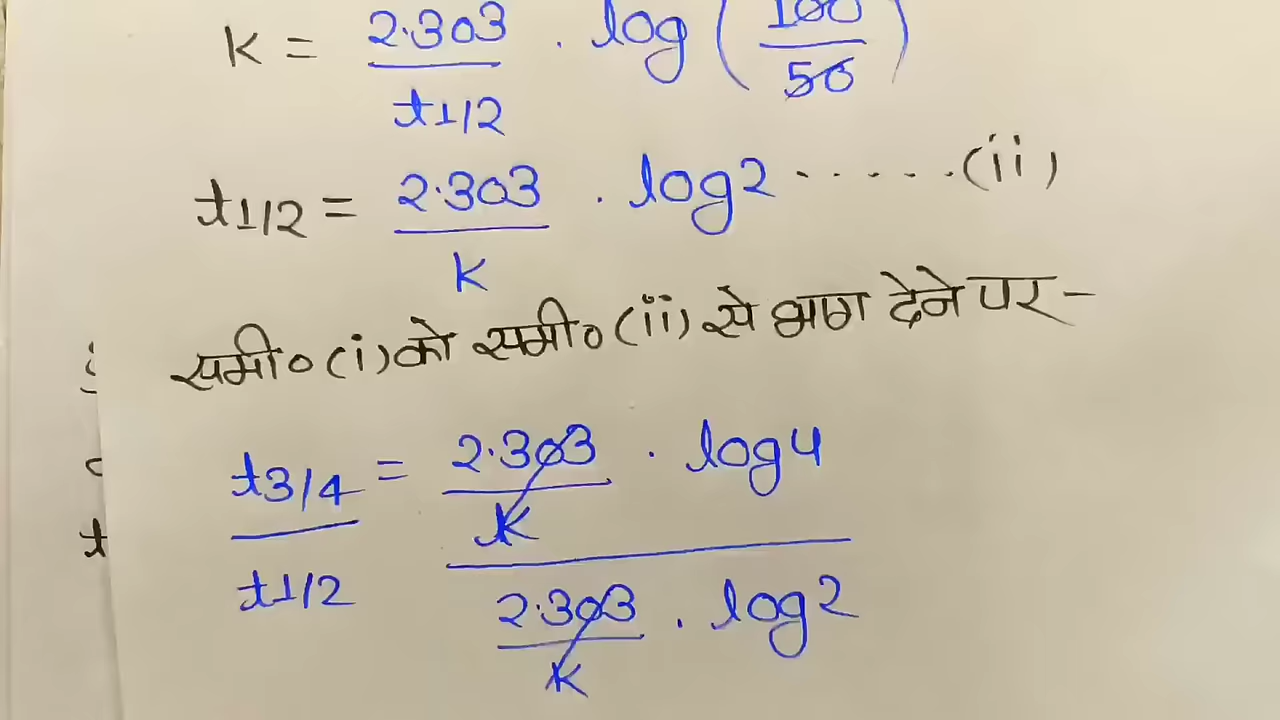 K = 2.303/t1/2 . log (100/50)
t1/2 = 2.303/K . log2 ......(ii)
समी० (i) को समी० (ii) से भाग देने पर-
t3/4/t1/2 = 2.303/K . log4 / 2.303/K . log2
t